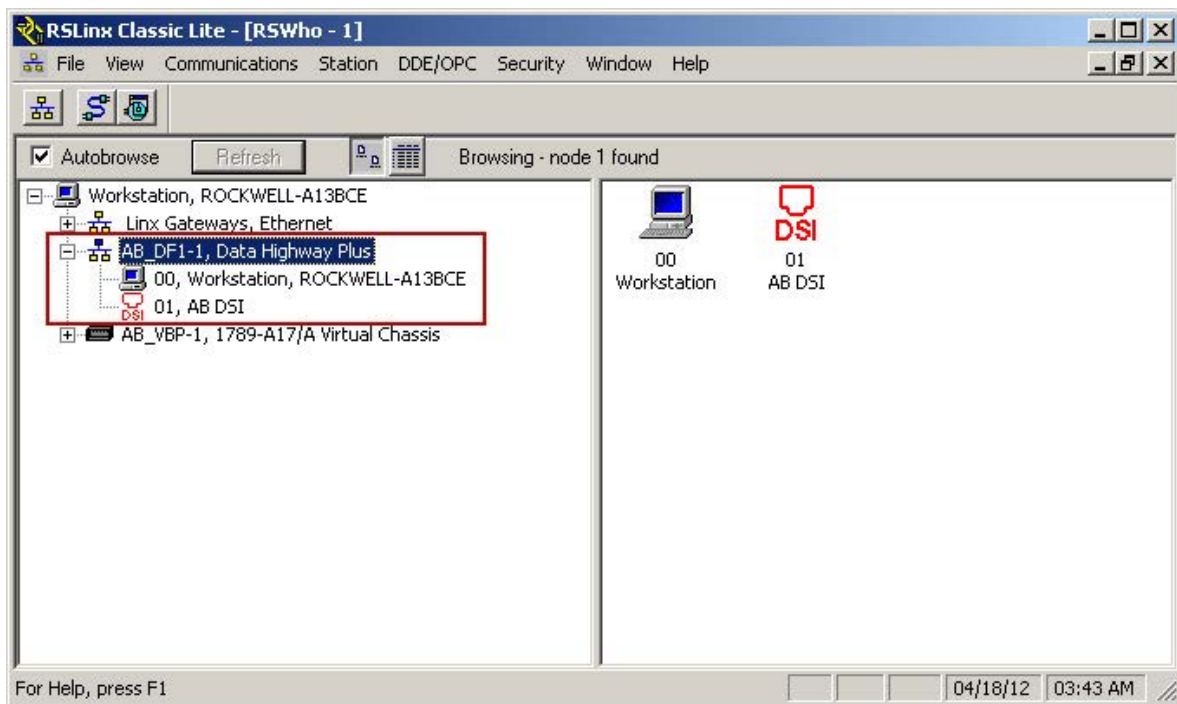 RSLinx Classic Lite - [RSWho - 1]
File View Communications Station DDE/OPC Security Window Help
Autobrowse Refresh Browsing - node 1 found
Workstation, ROCKWELL-A13BCE
Linx Gateways, Ethernet
AB_DF1-1, Data Highway Plus
00, Workstation, ROCKWELL-A13BCE
DSI 01, AB DSI
AB_VBP-1, 1789-A17/A Virtual Chassis
00
Workstation
DSI
01
AB DSI
For Help, press F1 04/18/12 03:43 AM